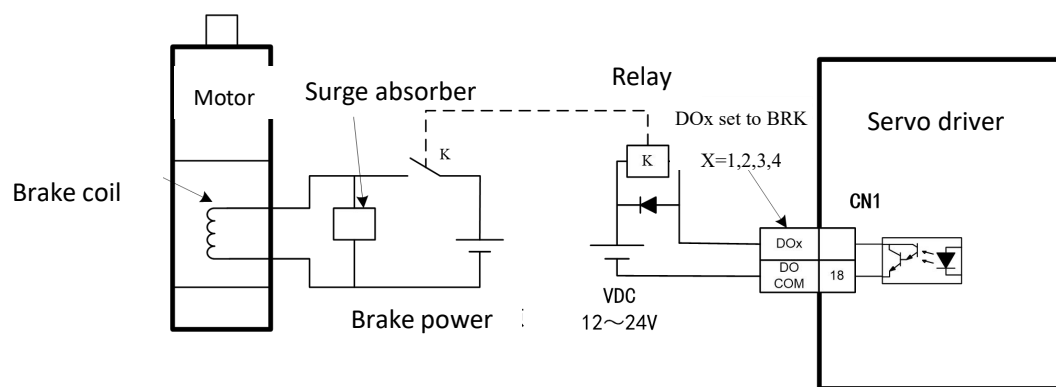 Motor
Surge absorber
Relay
DOx set to BRK
X=1,2,3,4
Servo driver
K
K
Brake coil
CN1
DOx
DO
COM
18
Brake power
VDC
12～24V